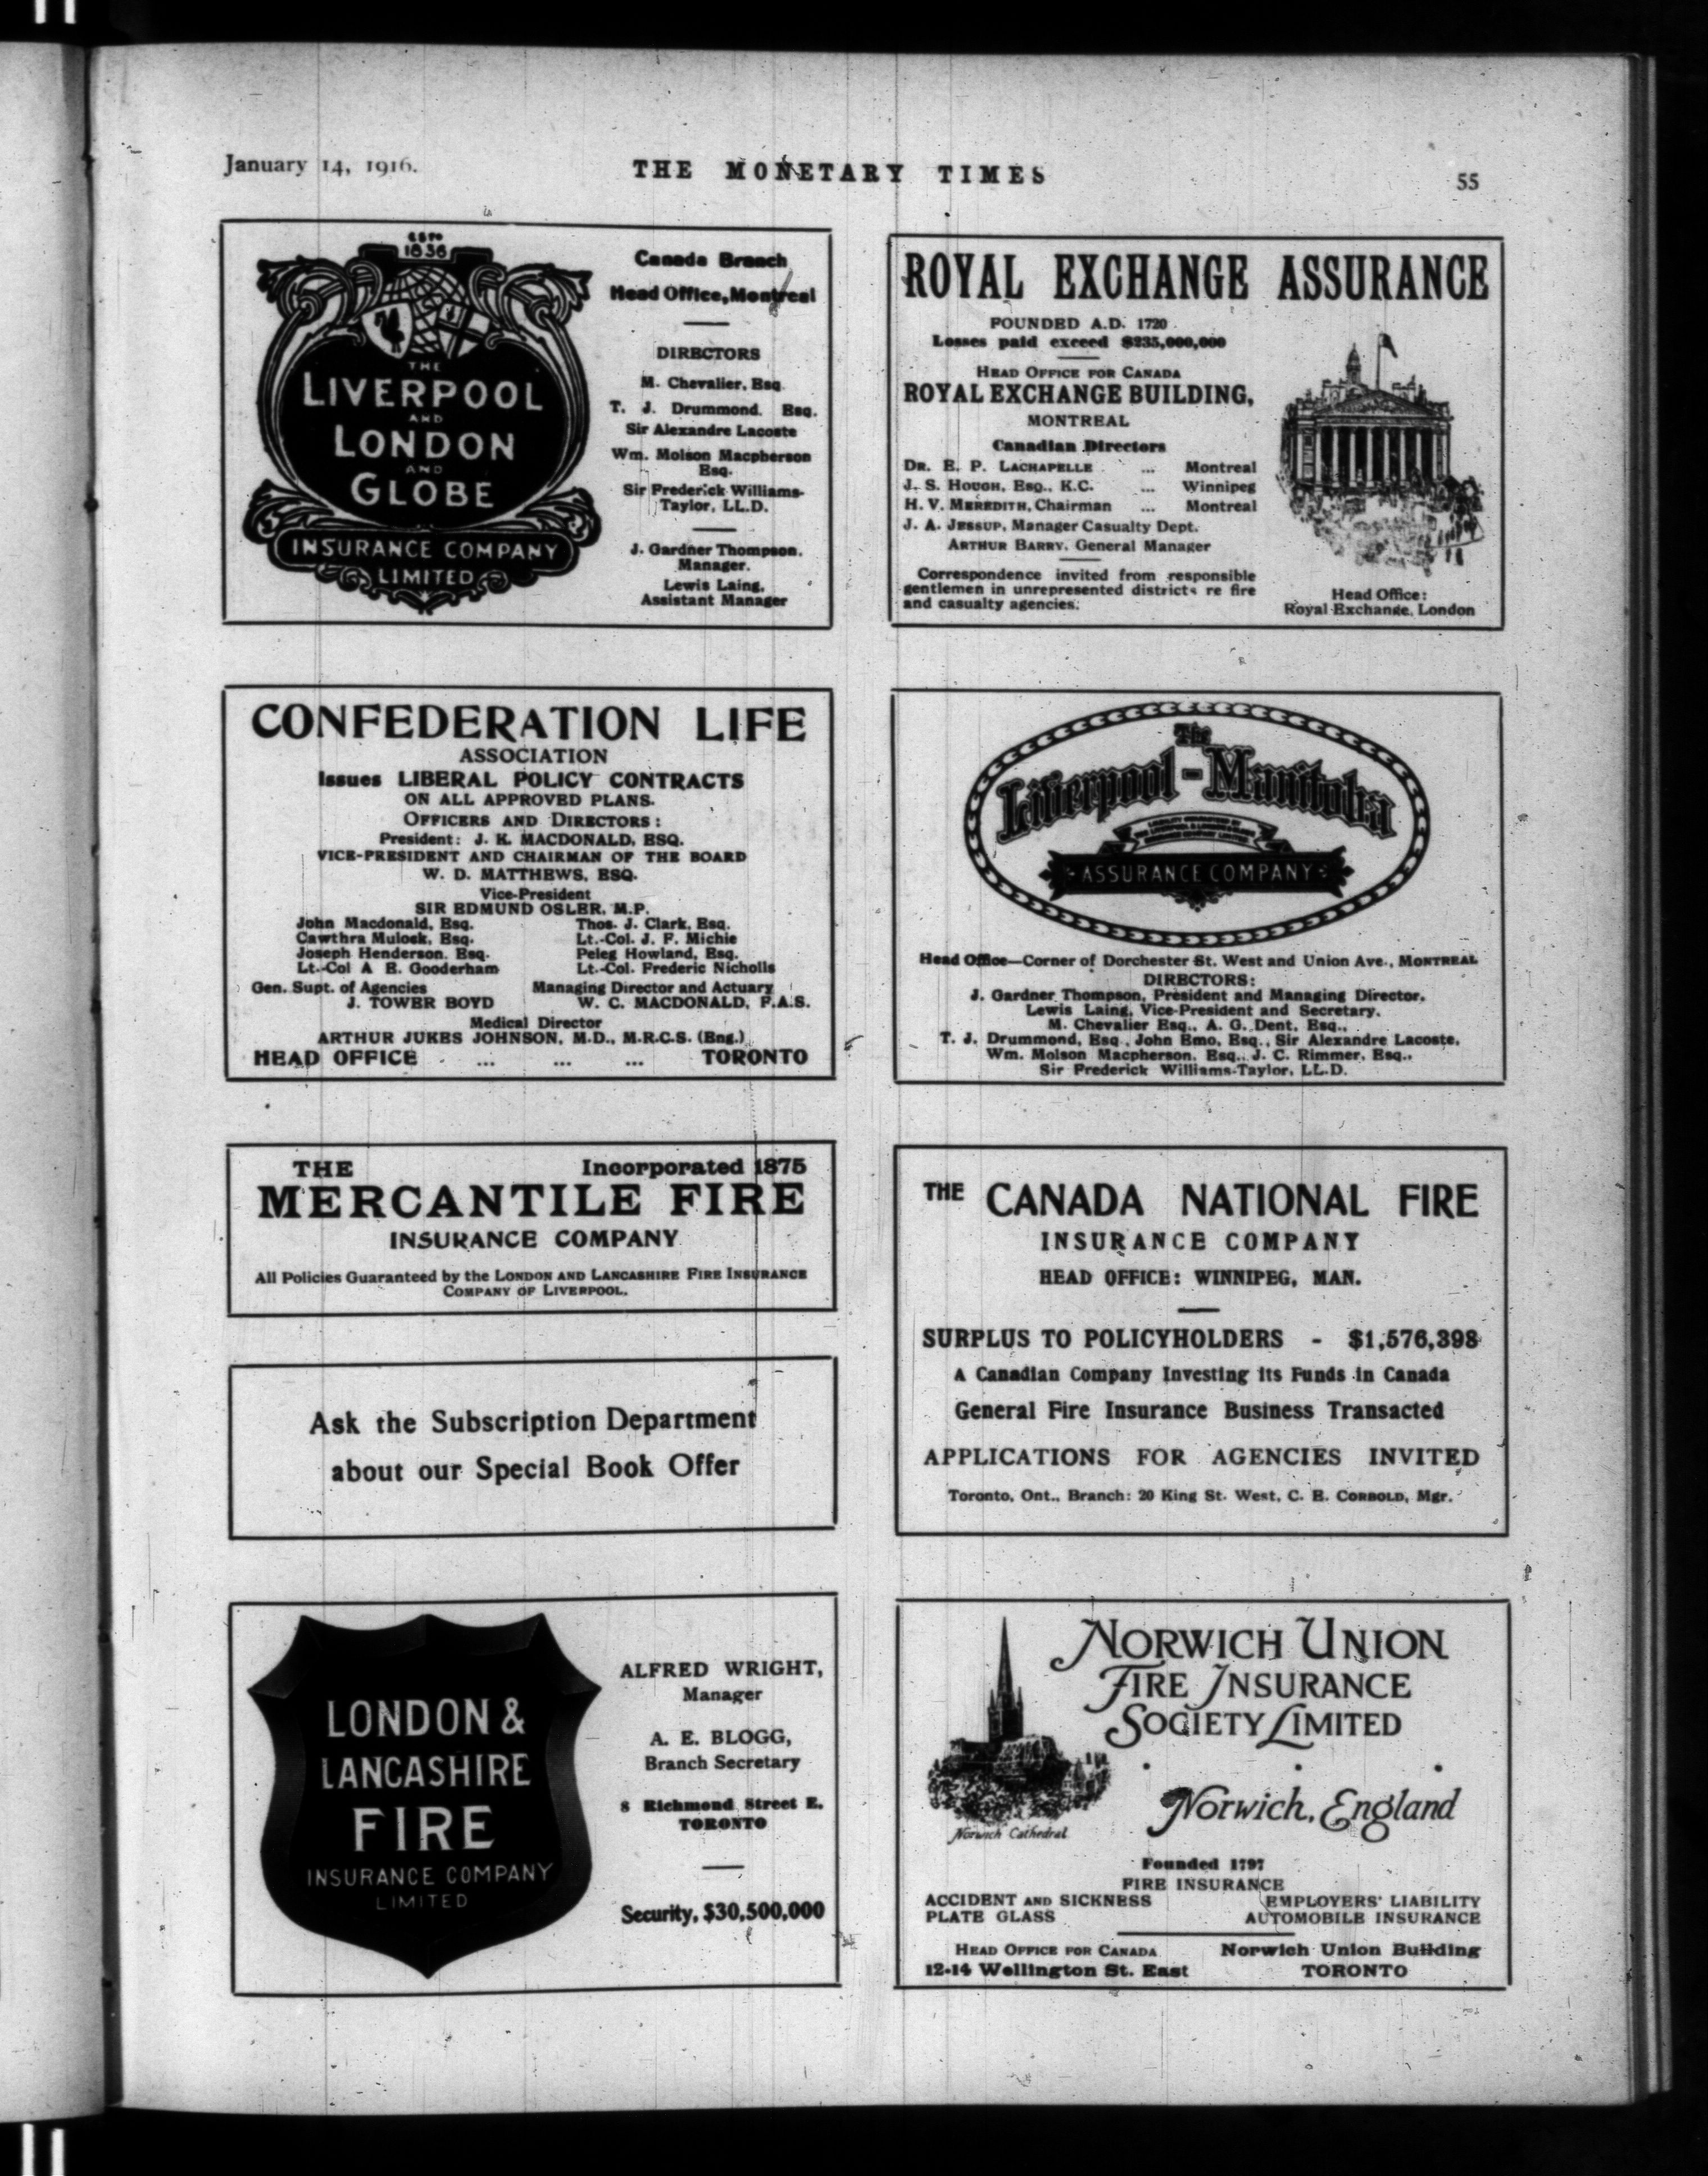 January 14, 1916.
THE MONETARY TIMES
55
ESTD
1836
THE
LIVERPOOL
AND
LONDON
AND
GLOBE
INSURANCE COMPANY
LIMITED
Canada Branch
Head Office, Montreal
DIRECTORS
M. Chevalier, Esq.
T. J. Drummond, Esq.
Sir Alexandre Lacoste
Wm. Molson Macpherson
Esq.
Sir Frederick Williams-
Taylor, LL.D.
J. Gardner Thompson,
Manager.
Lewis Laing,
Assistant Manager
ROYAL EXCHANGE ASSURANCE
FOUNDED A.D. 1720
Losses paid exceed $235,000,000
HEAD OFFICE FOR CANADA
ROYAL EXCHANGE BUILDING,
MONTREAL
Canadian Directors
DR. E. P. LACHAPELLE ... Montreal
J. S. HOUGH, ESQ., K.C. ... Winnipeg
H. V. MEREDITH, Chairman ... Montreal
J. A. JESSUP, Manager Casualty Dept.
ARTHUR BARRY, General Manager
Correspondence invited from responsible
gentlemen in unrepresented districts re fire
and casualty agencies.
Head Office:
Royal Exchange, London
CONFEDERATION LIFE
ASSOCIATION
Issues LIBERAL POLICY CONTRACTS
ON ALL APPROVED PLANS.
OFFICERS AND DIRECTORS:
President: J. K. MACDONALD, ESQ.
VICE-PRESIDENT AND CHAIRMAN OF THE BOARD
W. D. MATTHEWS, ESQ.
Vice-President
SIR EDMUND OSLER, M.P.
John Macdonald, Esq. Thos. J. Clark, Esq.
Cawthra Mulock, Esq. Lt.-Col. J. F. Michie
Joseph Henderson, Esq. Peleg Howland, Esq.
Lt.-Col A E. Gooderham Lt.-Col. Frederic Nicholls
Gen. Supt. of Agencies Managing Director and Actuary
J. TOWER BOYD W. C. MACDONALD, F.A.S.
Medical Director
ARTHUR JUKES JOHNSON, M.D., M.R.C.S. (Eng.)
HEAD OFFICE ... ... ... TORONTO
The
Liverpool-Manitoba
ASSURANCE COMPANY
Head Office—Corner of Dorchester St. West and Union Ave., MONTREAL
DIRECTORS:
J. Gardner Thompson, President and Managing Director.
Lewis Laing, Vice-President and Secretary.
M. Chevalier Esq., A. G. Dent, Esq.,
T. J. Drummond, Esq., John Emo, Esq., Sir Alexandre Lacoste,
Wm. Molson Macpherson, Esq., J. C. Rimmer, Esq.,
Sir Frederick Williams-Taylor, LL.D.
THE Incorporated 1875
MERCANTILE FIRE
INSURANCE COMPANY
All Policies Guaranteed by the LONDON AND LANCASHIRE FIRE INSURANCE
COMPANY OF LIVERPOOL.
Ask the Subscription Department
about our Special Book Offer
THE CANADA NATIONAL FIRE
INSURANCE COMPANY
HEAD OFFICE: WINNIPEG, MAN.
SURPLUS TO POLICYHOLDERS - $1,576,398
A Canadian Company Investing its Funds in Canada
General Fire Insurance Business Transacted
APPLICATIONS FOR AGENCIES INVITED
Toronto, Ont., Branch: 20 King St. West, C. E. CORBOLD, Mgr.
LONDON &
LANCASHIRE
FIRE
INSURANCE COMPANY
LIMITED
ALFRED WRIGHT,
Manager
A. E. BLOGG,
Branch Secretary
8 Richmond Street E.
TORONTO
Security, $30,500,000
NORWICH UNION
FIRE INSURANCE
SOCIETY LIMITED
Norwich, England
Norwich Cathedral
Founded 1797
FIRE INSURANCE
ACCIDENT AND SICKNESS EMPLOYERS' LIABILITY
PLATE GLASS AUTOMOBILE INSURANCE
HEAD OFFICE FOR CANADA Norwich Union Building
12-14 Wellington St. East TORONTO